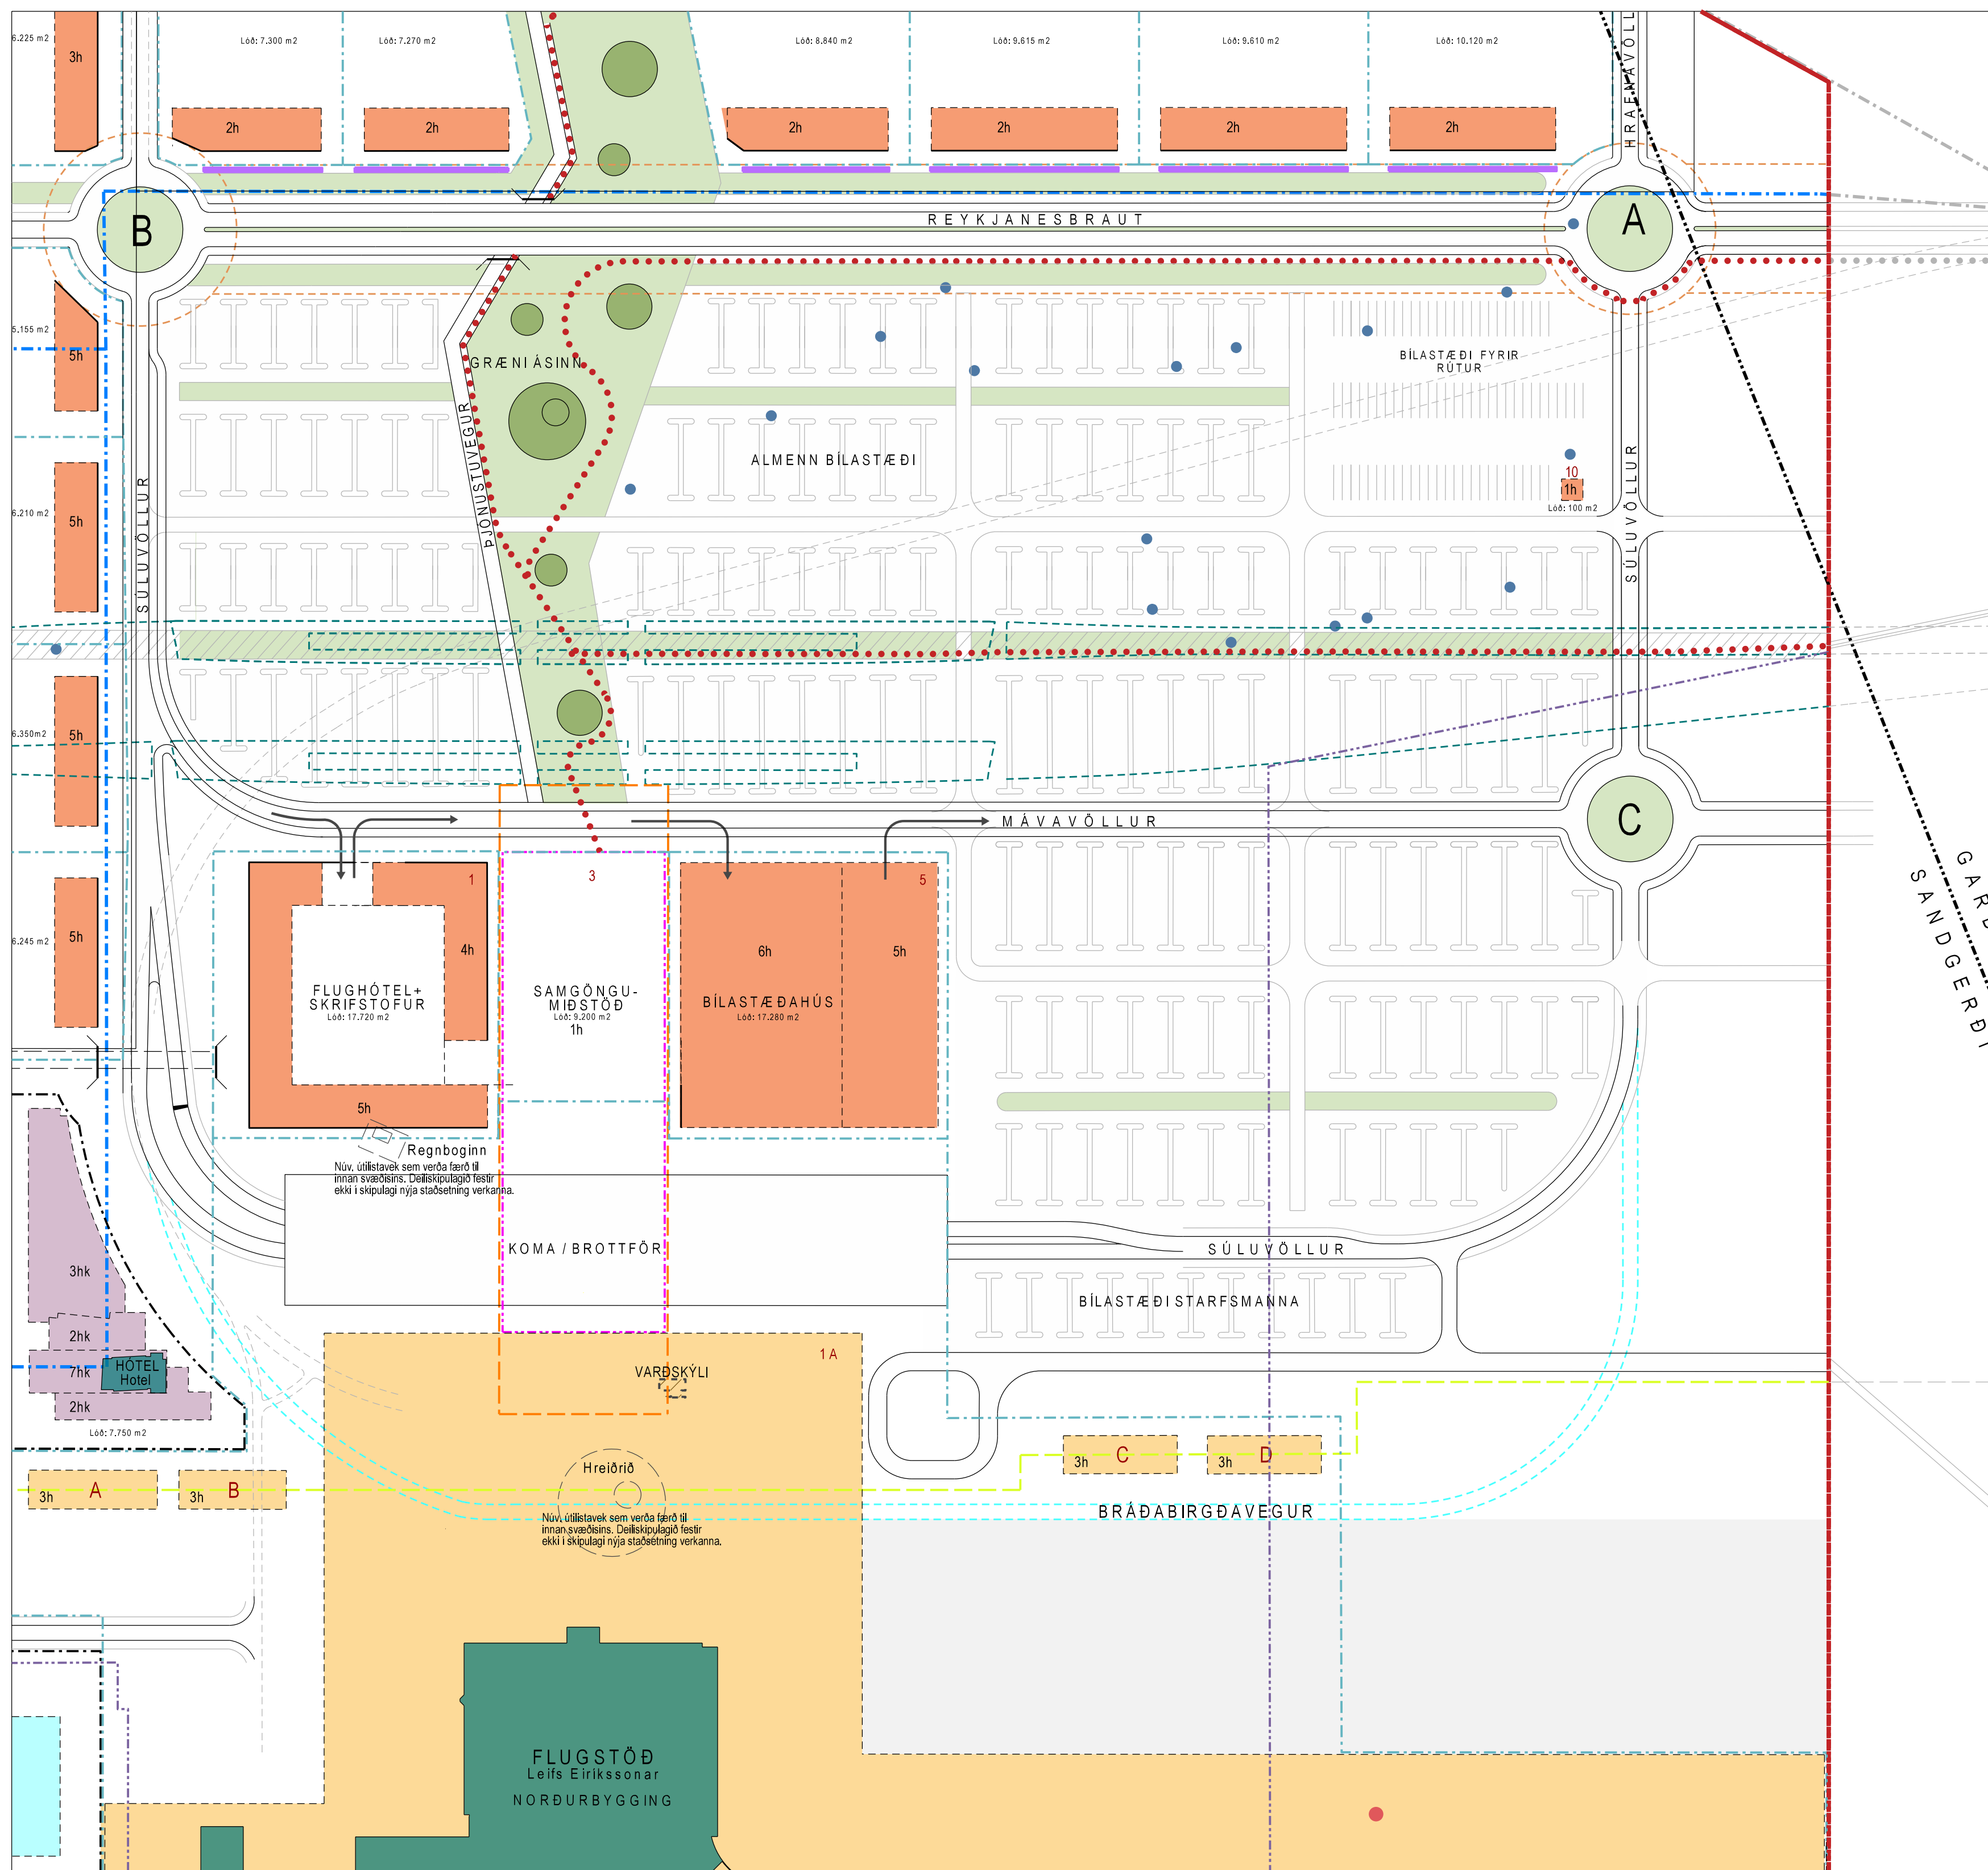 6.225 m2
3h
Lóð: 7.300 m2
Lóð: 7.270 m2
Lóð: 8.840 m2
Lóð: 9.615 m2
Lóð: 9.610 m2
Lóð: 10.120 m2
HRAFNAVÖLL
2h
2h
2h
2h
2h
2h
B
REYKJANESBRAUT
A
5.155 m2
5h
GRÆNI ÁSINN
BÍLASTÆÐI FYRIR
RÚTUR
ÞJÓNUSTUVEGUR
ALMENN BÍLASTÆÐI
10
1h
Lóð: 100 m2
SÚLUVÖLLUR
SÚLUVÖLLUR
6.210 m2
5h
6.350m2
5h
MÁVAVÖLLUR
C
GARÐ
SANDGERÐI
1
3
5
6.245 m2
5h
4h
6h
5h
FLUGHÓTEL+
SKRIFSTOFUR
Lóð: 17.720 m2
SAMGÖNGU-
MIÐSTÖÐ
Lóð: 9.200 m2
1h
BÍLASTÆÐAHÚS
Lóð: 17.280 m2
5h
Regnboginn
Núv. útilistavek sem verða færð til
innan svæðisins. Deiliskipulagið festir
ekki í skipulagi nýja staðsetning verkanna.
KOMA / BROTTFÖR
SÚLUVÖLLUR
3hk
BÍLASTÆÐI STARFSMANNA
2hk
HÓTEL
Hotel
7hk
2hk
Lóð: 7.750 m2
1 A
VARÐSKÝLI
3h
A
3h
B
3h
C
3h
D
Hreiðrið
Núv. útilistavek sem verða færð til
innan svæðisins. Deiliskipulagið festir
ekki í skipulagi nýja staðsetning verkanna.
BRÁÐABIRGÐAVEGUR
FLUGSTÖÐ
Leifs Eiríkssonar
NORÐURBYGGING